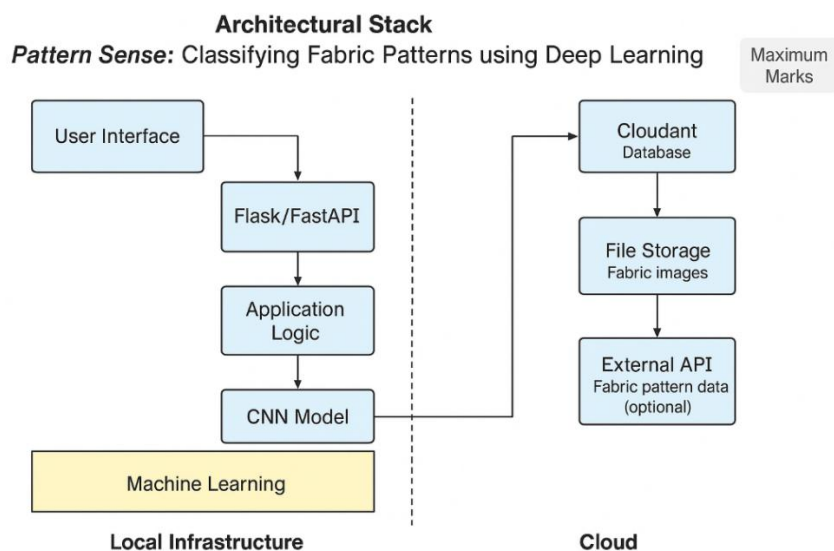 Architectural Stack
Pattern Sense: Classifying Fabric Patterns using Deep Learning
Maximum
Marks
User Interface
Flask/FastAPI
Application
Logic
CNN Model
Machine Learning
Local Infrastructure
Cloudant
Database
File Storage
Fabric images
External API
Fabric pattern data
(optional)
Cloud